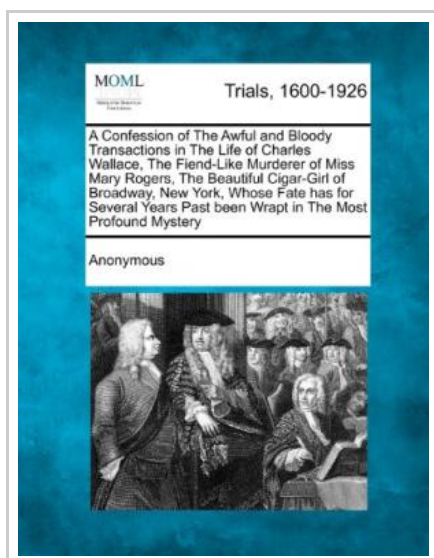 MOML
Trials, 1600-1926
A Confession of The Awful and Bloody
Transactions in The Life of Charles
Wallace, The Fiend-Like Murderer of Miss
Mary Rogers, The Beautiful Cigar-Girl of
Broadway, New York, Whose Fate has for
Several Years Past been Wrapt in The Most
Profound Mystery
Anonymous